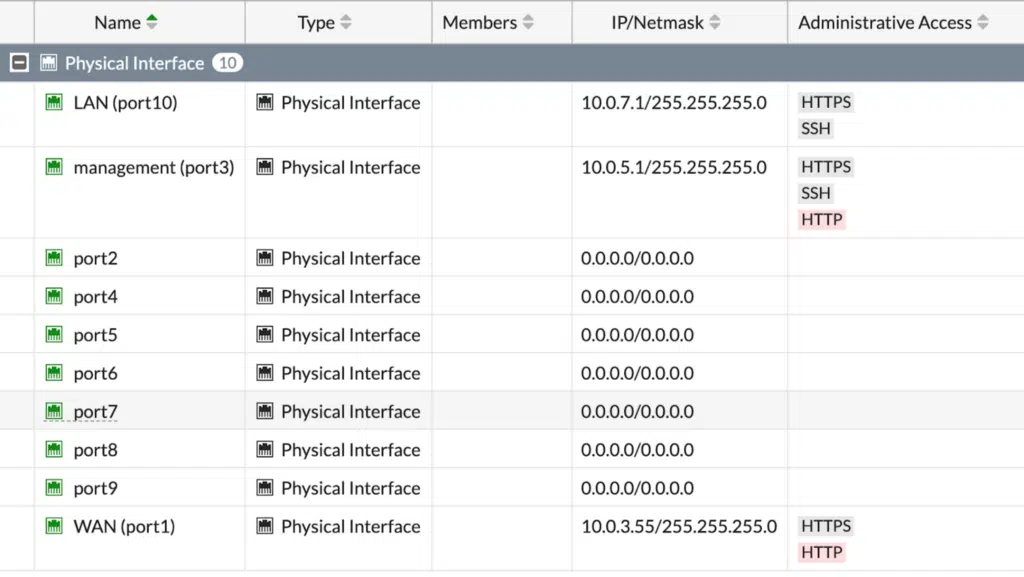 Name Type Members IP/Netmask Administrative Access
Physical Interface 10
LAN (port10) Physical Interface 10.0.7.1/255.255.255.0 HTTPS
SSH
management (port3) Physical Interface 10.0.5.1/255.255.255.0 HTTPS
SSH
HTTP
port2 Physical Interface 0.0.0.0/0.0.0.0
port4 Physical Interface 0.0.0.0/0.0.0.0
port5 Physical Interface 0.0.0.0/0.0.0.0
port6 Physical Interface 0.0.0.0/0.0.0.0
port7 Physical Interface 0.0.0.0/0.0.0.0
port8 Physical Interface 0.0.0.0/0.0.0.0
port9 Physical Interface 0.0.0.0/0.0.0.0
WAN (port1) Physical Interface 10.0.3.55/255.255.255.0 HTTPS
HTTP